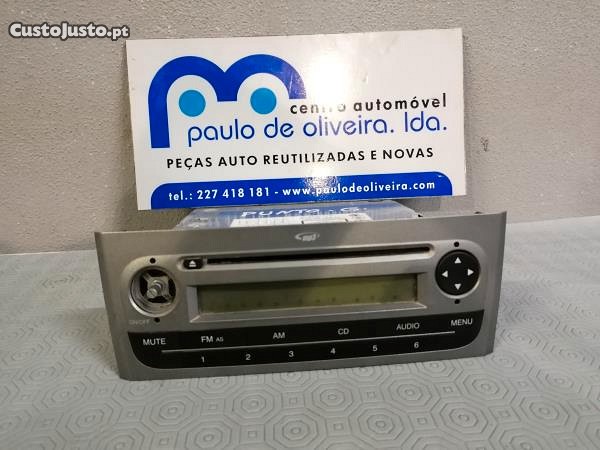 CustoJusto.pt
centro automóvel
paulo de oliveira. lda.
PEÇAS AUTO REUTILIZADAS E NOVAS
tel.: 227 418 181 - www.paulodeoliveira.com
ON/OFF
MUTE FM AS AM CD AUDIO MENU
1 2 3 4 5 6